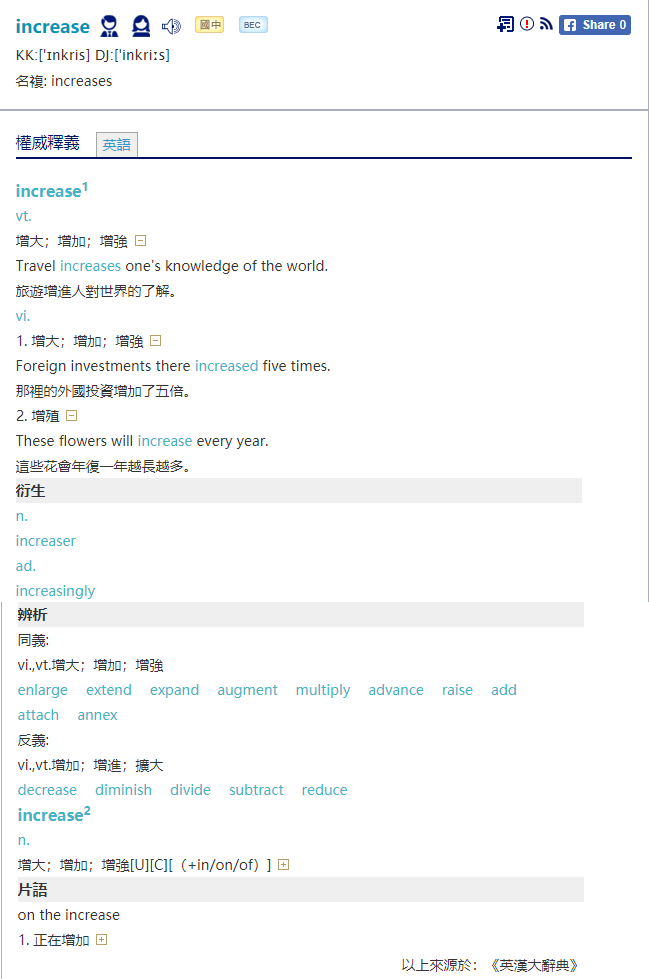 increase 國中 BEC Share 0
KK:[ˈɪnkris] DJ:[ˈinkriːs]
名複: increases
權威釋義 英語
increase1
vt.
增大；增加；增強
Travel increases one's knowledge of the world.
旅遊增進人對世界的了解。
vi.
1. 增大；增加；增強
Foreign investments there increased five times.
那裡的外國投資增加了五倍。
2. 增殖
These flowers will increase every year.
這些花會年復一年越長越多。
衍生
n.
increaser
ad.
increasingly
辨析
同義:
vi.,vt.增大；增加；增強
enlarge extend expand augment multiply advance raise add
attach annex
反義:
vi.,vt.增加；增進；擴大
decrease diminish divide subtract reduce
increase2
n.
增大；增加；增強[U][C][（+in/on/of）]
片語
on the increase
1. 正在增加
以上來源於：《英漢大辭典》